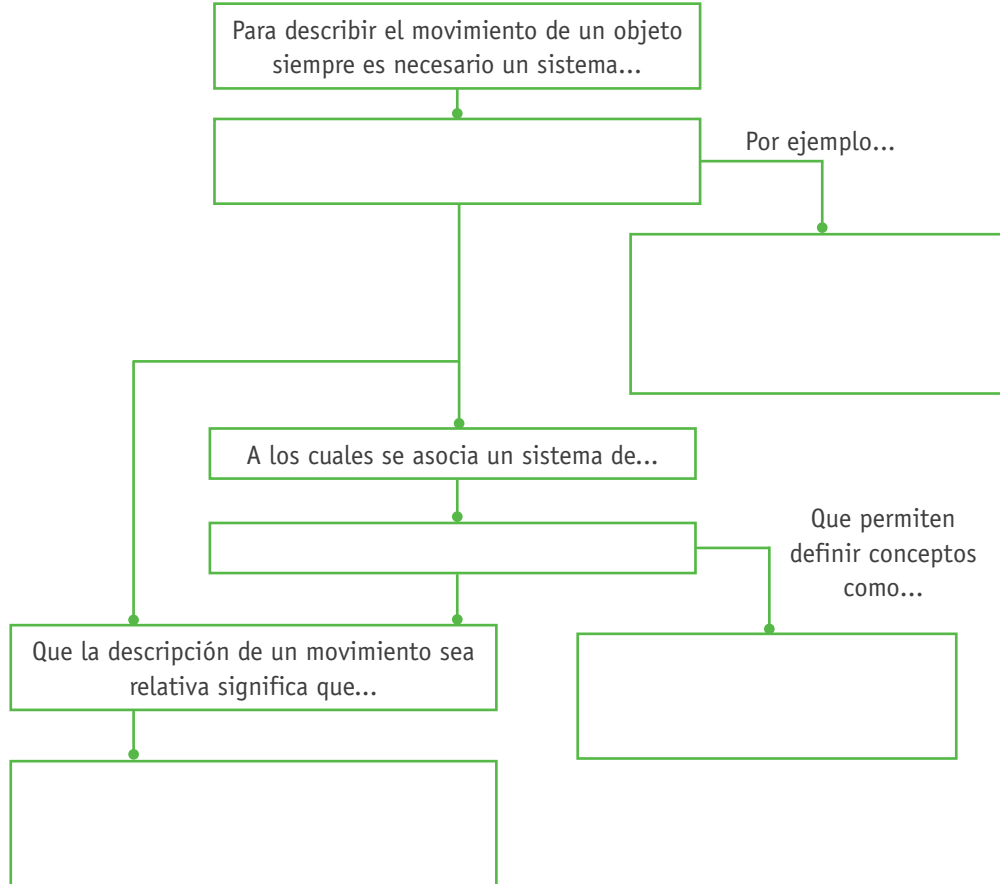 Para describir el movimiento de un objeto
siempre es necesario un sistema...
Por ejemplo...
A los cuales se asocia un sistema de...
Que permiten
definir conceptos
como...
Que la descripción de un movimiento sea
relativa significa que...